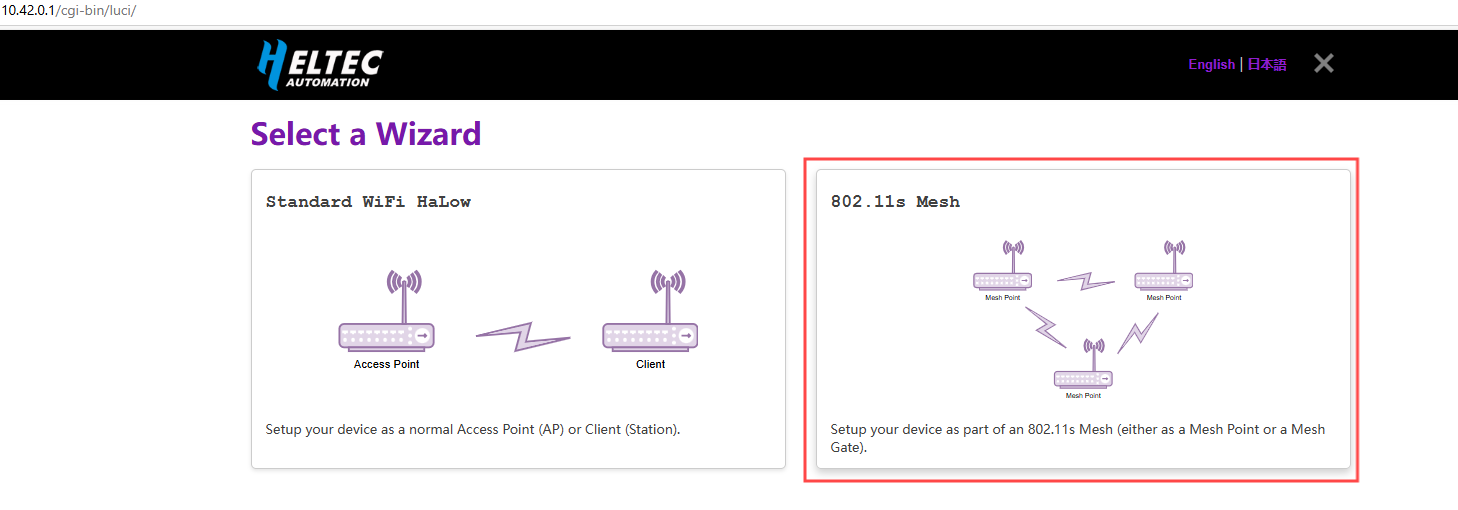 10.42.0.1/cgi-bin/luci/
HELTEC
AUTOMATION
English | 日本語
Select a Wizard
Standard WiFi HaLow
Access Point
Client
Setup your device as a normal Access Point (AP) or Client (Station).
802.11s Mesh
Mesh Point
Mesh Point
Mesh Point
Setup your device as part of an 802.11s Mesh (either as a Mesh Point or a Mesh
Gate).